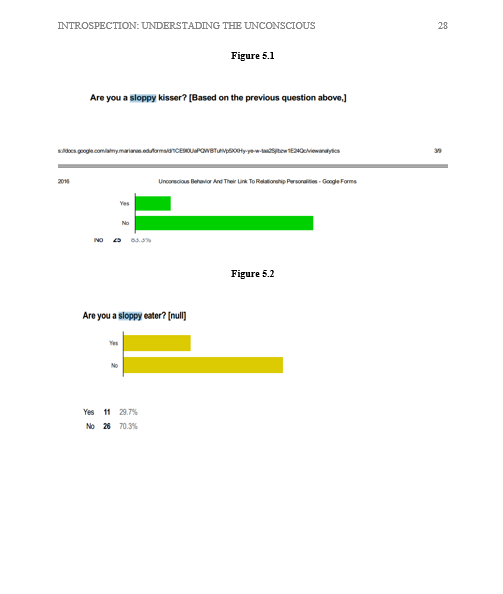 INTROSPECTION: UNDERSTADING THE UNCONSCIOUS 28
Figure 5.1
Are you a sloppy kisser? [Based on the previous question above,]
3/9
2016 Unconscious Behavior And Their Link To Relationship Personalities - Google Forms
Yes
No
No 25
Figure 5.2
Are you a sloppy eater? [null]
Yes
No
Yes 11 29.7%
No 26 70.3%